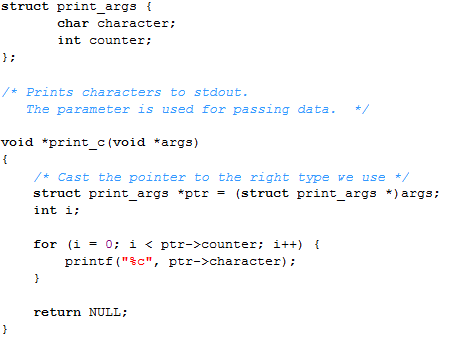 struct print_args {
        char character;
        int counter;
};

/* Prints characters to stdout.
   The parameter is used for passing data.  */

void *print_c(void *args)
{
    /* Cast the pointer to the right type we use */
    struct print_args *ptr = (struct print_args *)args;
    int i;

    for (i = 0; i < ptr->counter; i++) {
        printf("%c", ptr->character);
    }

    return NULL;
}